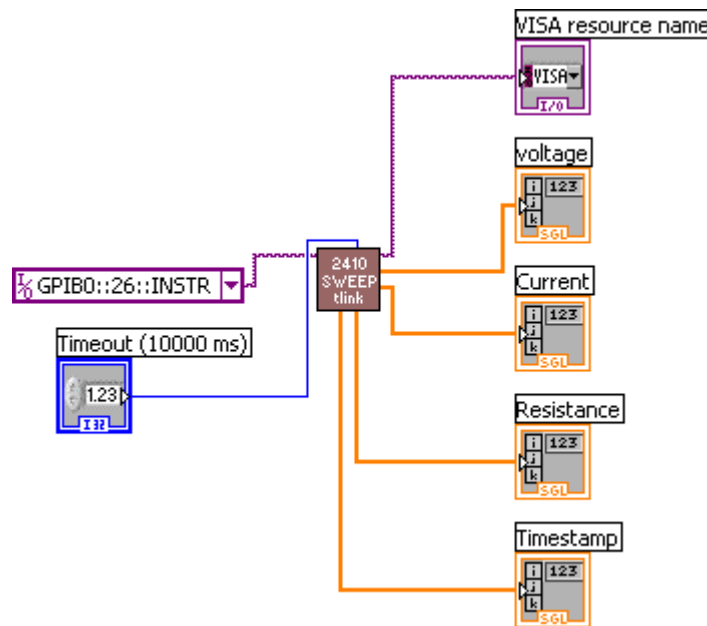 VISA resource name
VISA
I/O
voltage
i
j
k
123
SGL
2410
SWEEP
tlink
I/O GPIB0::26::INSTR
Current
i
j
k
123
SGL
Timeout (10000 ms)
1.23
I32
Resistance
i
j
k
123
SGL
Timestamp
i
j
k
123
SGL